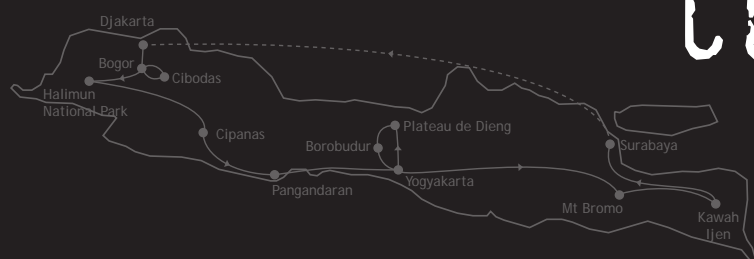 Djakarta
Bogor
Cibodas
Halimun
National Park
Cipanas
Plateau de Dieng
Borobudur
Pangandaran
Yogyakarta
Surabaya
Mt Bromo
Kawah
Ijen